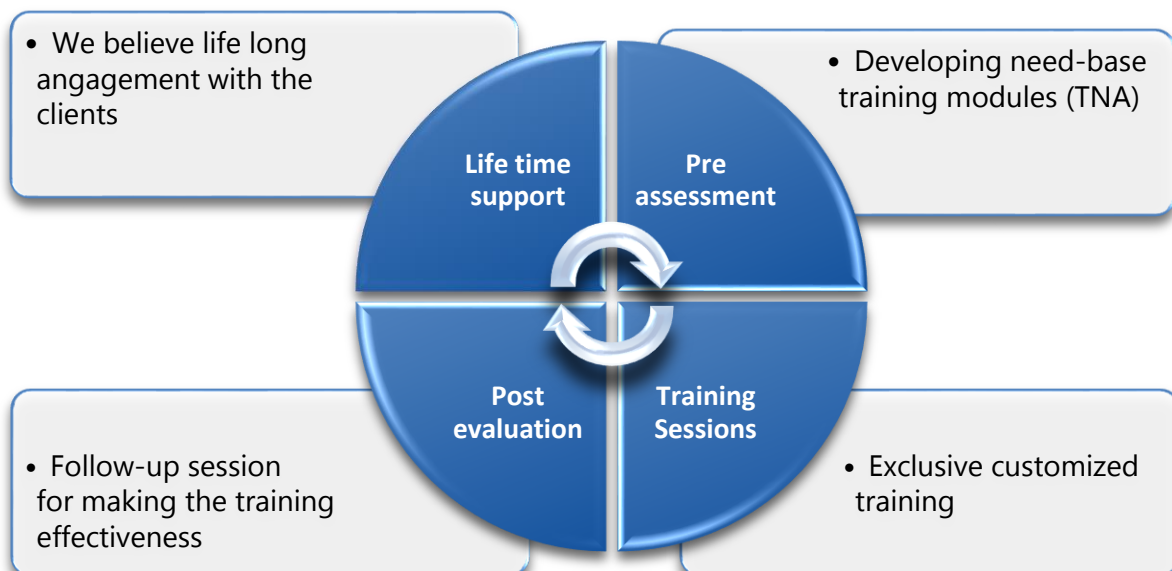 • We believe life long
angagement with the
clients
Life time
support
Pre
assessment
• Developing need-base
training modules (TNA)
• Follow-up session
for making the training
effectiveness
Post
evaluation
Training
Sessions
• Exclusive customized
training